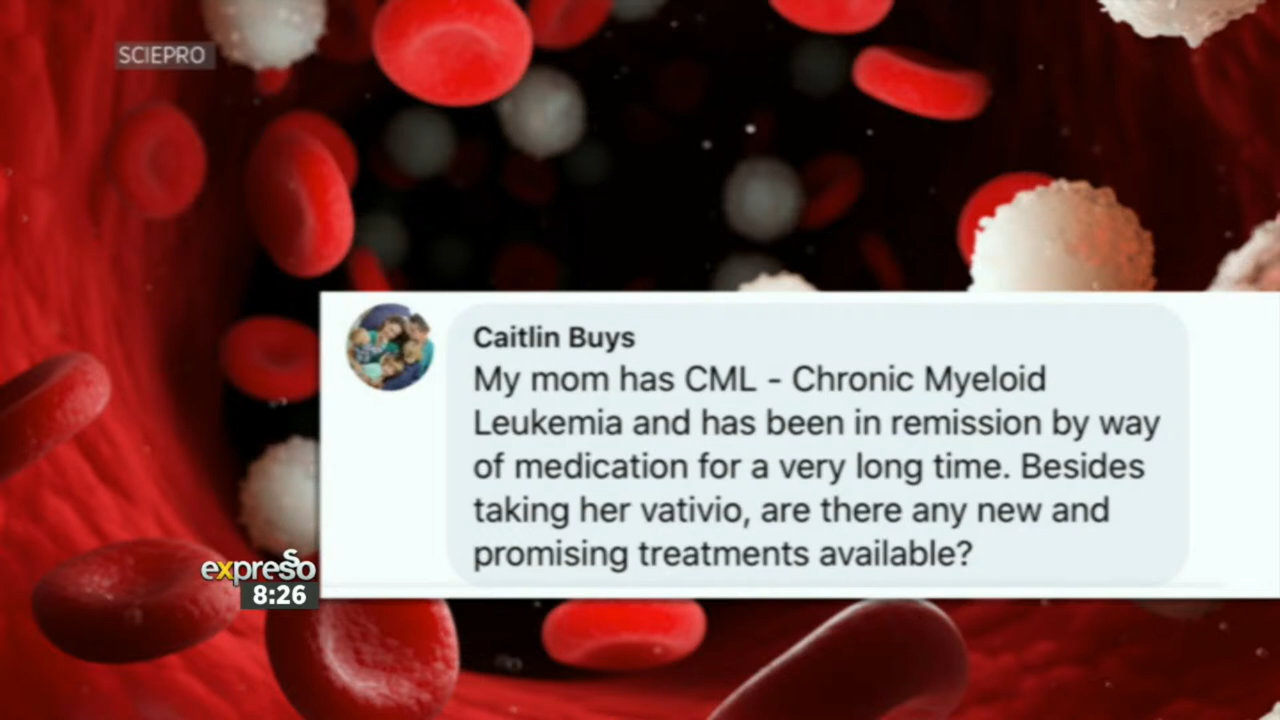 SCIEPRO
Caitlin Buys
My mom has CML - Chronic Myeloid
Leukemia and has been in remission by way
of medication for a very long time. Besides
taking her vativio, are there any new and
promising treatments available?
expresso
8:26